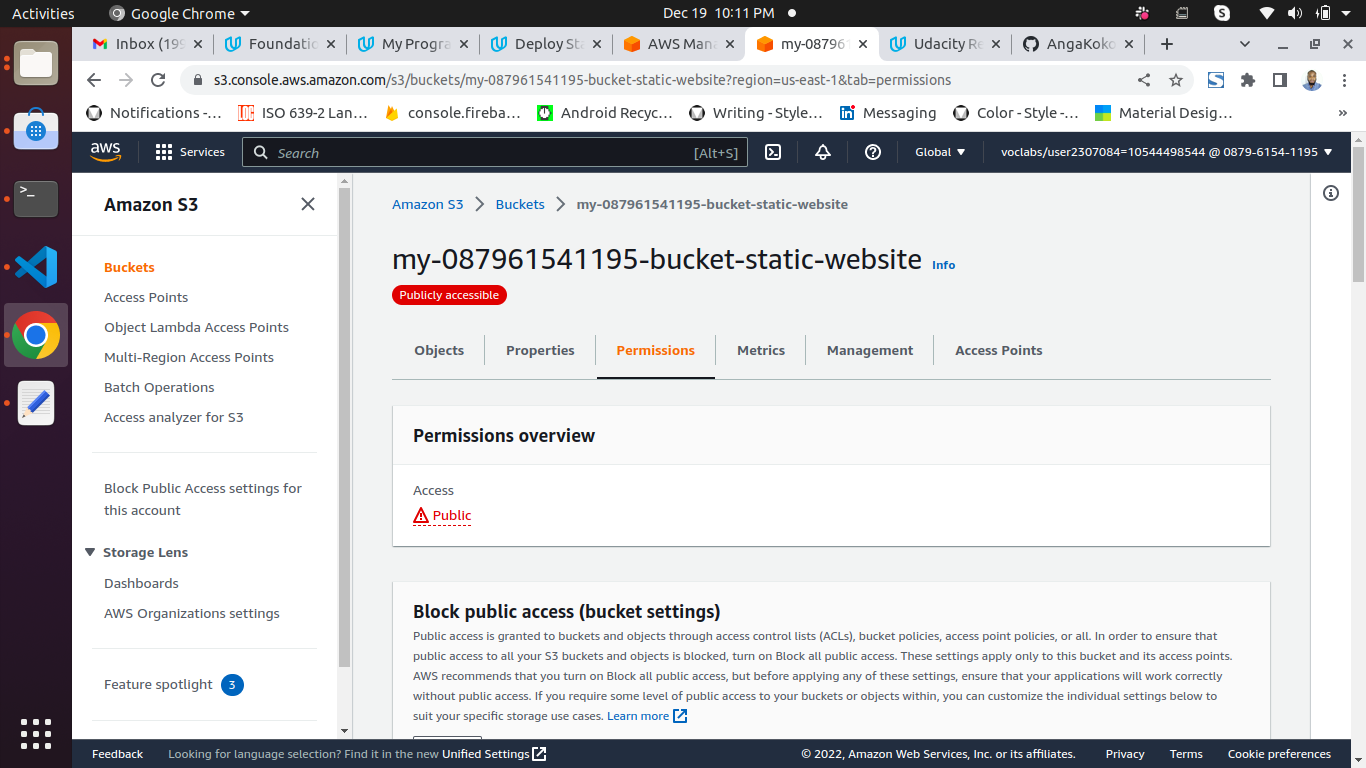 Activities
Google Chrome
Dec 19 10:11 PM
Inbox (199
Foundatio
My Progra
Deploy Sta
AWS Mana
my-087961
Udacity Re
AngaKoko
s3.console.aws.amazon.com/s3/buckets/my-087961541195-bucket-static-website?region=us-east-1&tab=permissions
Notifications -...
ISO 639-2 Lan...
console.fireba...
Android Recyc...
Writing - Style...
Messaging
Color - Style -...
Material Desig...
»
aws
Services
Search
[Alt+S]
Global
voclabs/user2307084=10544498544 @ 0879-6154-1195
Amazon S3
Buckets
Access Points
Object Lambda Access Points
Multi-Region Access Points
Batch Operations
Access analyzer for S3
Block Public Access settings for
this account
Storage Lens
Dashboards
AWS Organizations settings
Feature spotlight 3
Amazon S3 > Buckets > my-087961541195-bucket-static-website
my-087961541195-bucket-static-website Info
Publicly accessible
Objects
Properties
Permissions
Metrics
Management
Access Points
Permissions overview
Access
Public
Block public access (bucket settings)
Public access is granted to buckets and objects through access control lists (ACLs), bucket policies, access point policies, or all. In order to ensure that
public access to all your S3 buckets and objects is blocked, turn on Block all public access. These settings apply only to this bucket and its access points.
AWS recommends that you turn on Block all public access, but before applying any of these settings, ensure that your applications will work correctly
without public access. If you require some level of public access to your buckets or objects within, you can customize the individual settings below to
suit your specific storage use cases. Learn more
Feedback
Looking for language selection? Find it in the new Unified Settings
© 2022, Amazon Web Services, Inc. or its affiliates.
Privacy
Terms
Cookie preferences